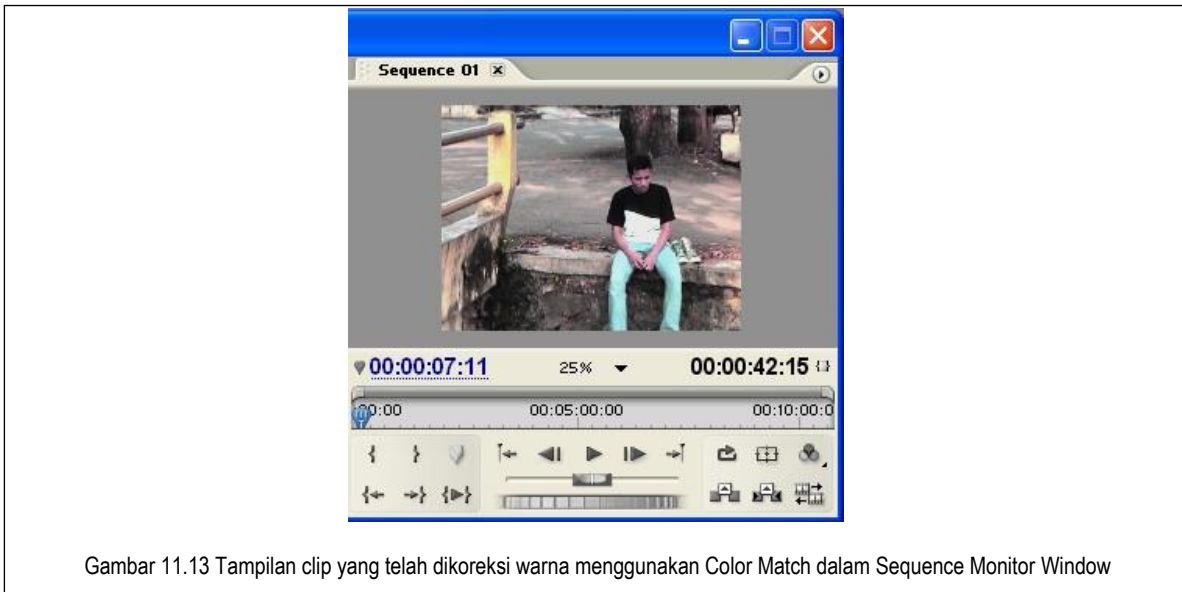 Sequence 01
00:00:07:11 25% 00:00:42:15
00:00 00:05:00:00 00:10:00:0
Gambar 11.13 Tampilan clip yang telah dikoreksi warna menggunakan Color Match dalam Sequence Monitor Window